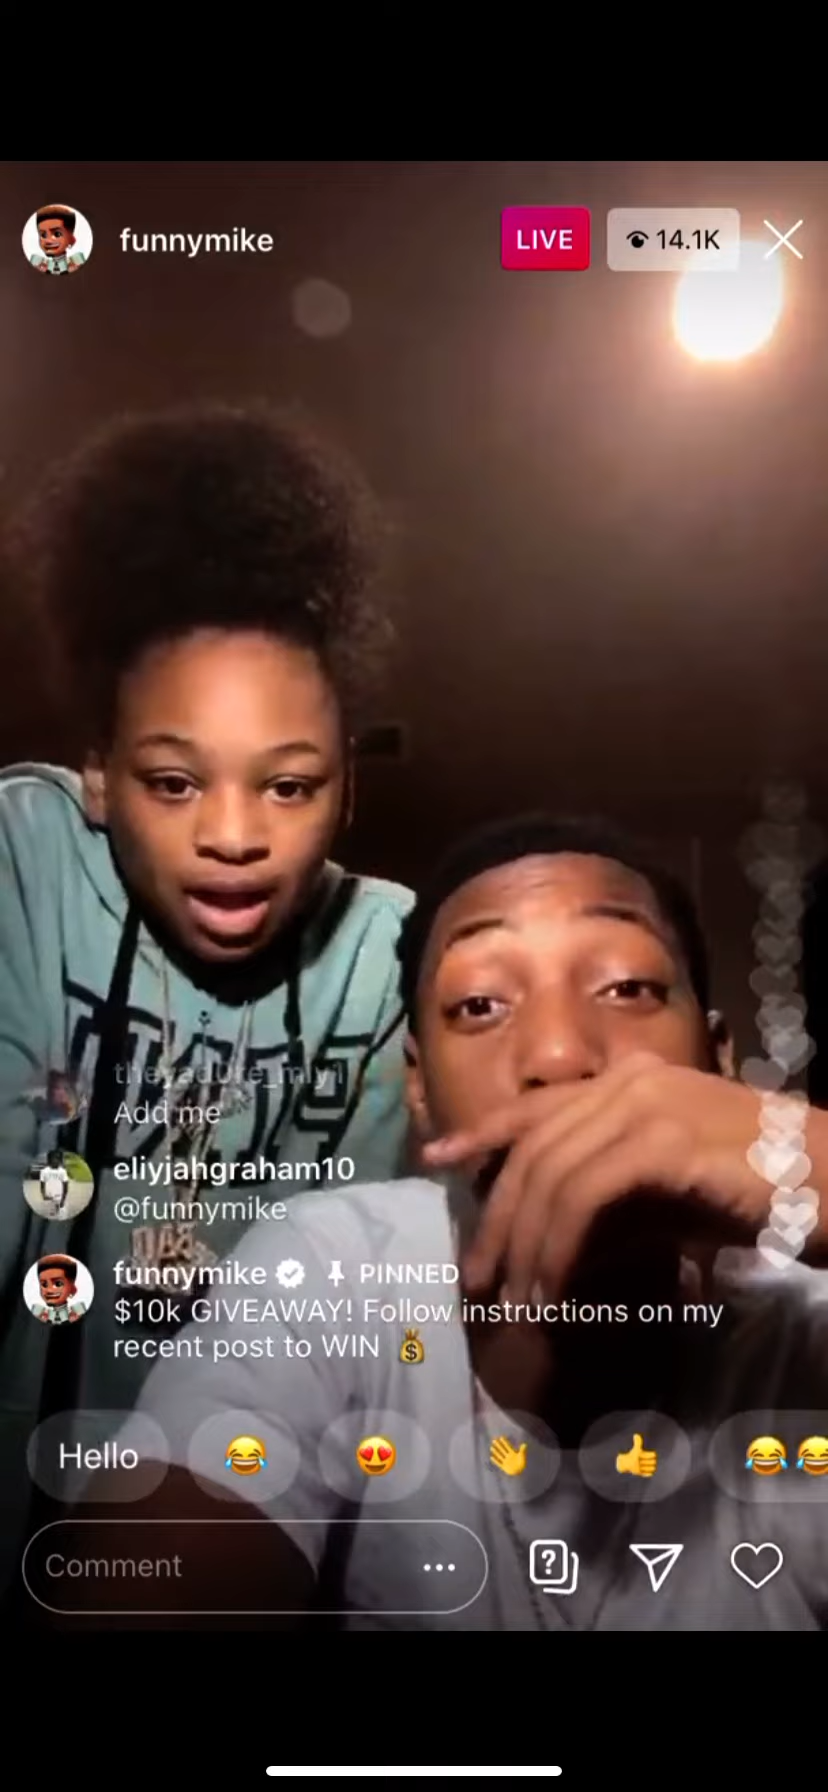 funnymike
LIVE
14.1K
theyad0re_mly1
Add me
eliyjahgraham10
@funnymike
funnymike PINNED
$10k GIVEAWAY! Follow instructions on my
recent post to WIN 💰
Hello 😂 😍 👋 👍 😂😂
Comment